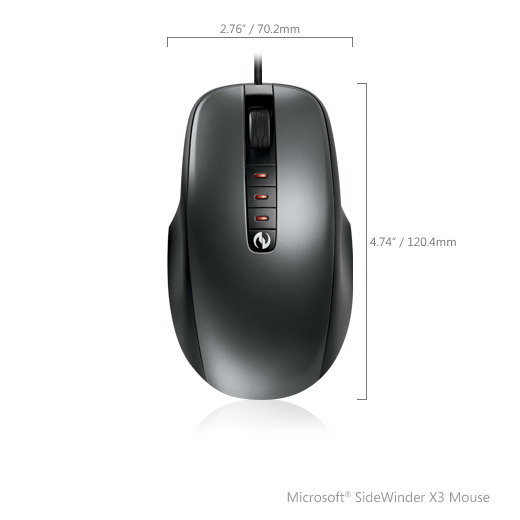 2.76“ / 70.2mm
4.74“ / 120.4mm
Microsoft® SideWinder X3 Mouse